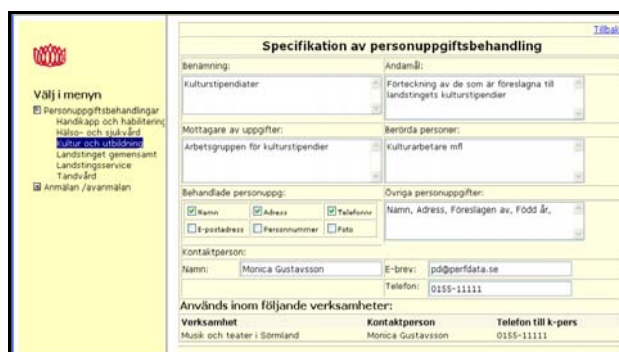 Tillbak
Specifikation av personuppgiftsbehandling
Välj i menyn
Personuppgiftsbehandlingar
Handikapp och habilitering
Hälso- och sjukvård
Kultur och utbildning
Landstinget gemensamt
Landstingsservice
Tandvård
Anmälan /avanmälan
Benämning:
Ändamål:
Kulturstipendiater
Förteckning av de som är föreslagna till
landstingets kulturstipendier
Mottagare av uppgifter:
Berörda personer:
Arbetsgruppen för kulturstipendier
Kulturarbetare mfl
Behandlade personuppg:
Övriga personuppgifter:
Namn Adress Telefonnr
E-postadress Personnummer Foto
Namn, Adress, Föreslagen av, Född år,
Kontaktperson:
Namn: Monica Gustavsson
E-brev: pd@perfdata.se
Telefon: 0155-11111
Används inom följande verksamheter:
Verksamhet Kontaktperson Telefon till k-pers
Musik och teater i Sörmland Monica Gustavsson 0155-11111